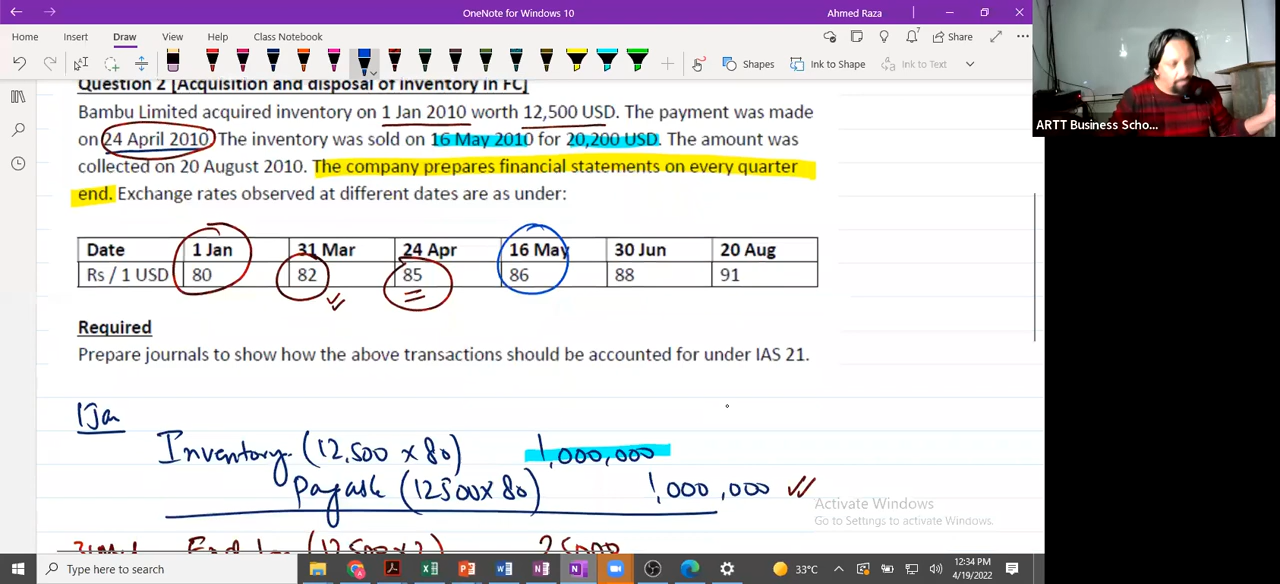 OneNote for Windows 10
Ahmed Raza
Home Insert Draw View Help Class Notebook
Share
Shapes Ink to Shape Ink to Text
Question 2 [Acquisition and disposal of inventory in FC]
Bambu Limited acquired inventory on 1 Jan 2010 worth 12,500 USD. The payment was made
on 24 April 2010 The inventory was sold on 16 May 2010 for 20,200 USD. The amount was
collected on 20 August 2010. The company prepares financial statements on every quarter
end. Exchange rates observed at different dates are as under:
Date 1 Jan 31 Mar 24 Apr 16 May 30 Jun 20 Aug
Rs / 1 USD 80 82 85 86 88 91
Required
Prepare journals to show how the above transactions should be accounted for under IAS 21.
1 Jan
Inventory (12,500 x 80) 1,000,000
Payable (12500x80) 1,000,000
(12,500x2) 25000
ARTT Business Scho...
Activate Windows
Go to Settings to activate Windows.
Type here to search
33°C
12:34 PM
4/19/2022